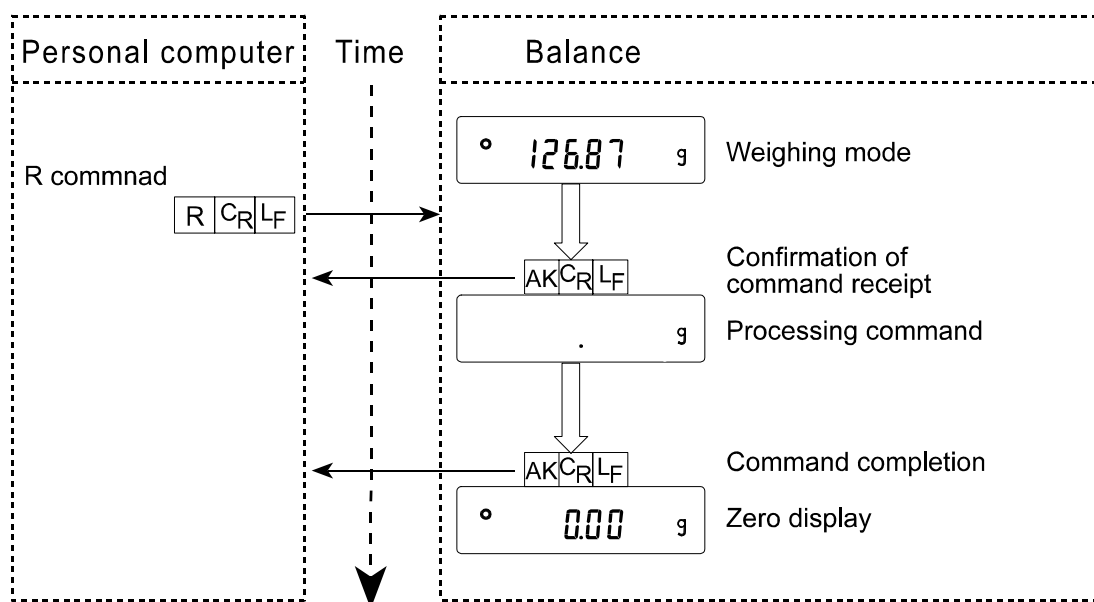 Personal computer Time Balance
126.87 g Weighing mode
R commnad
R CR LF
Confirmation of
AK CR LF command receipt
. g Processing command
AK CR LF Command completion
0.00 g Zero display